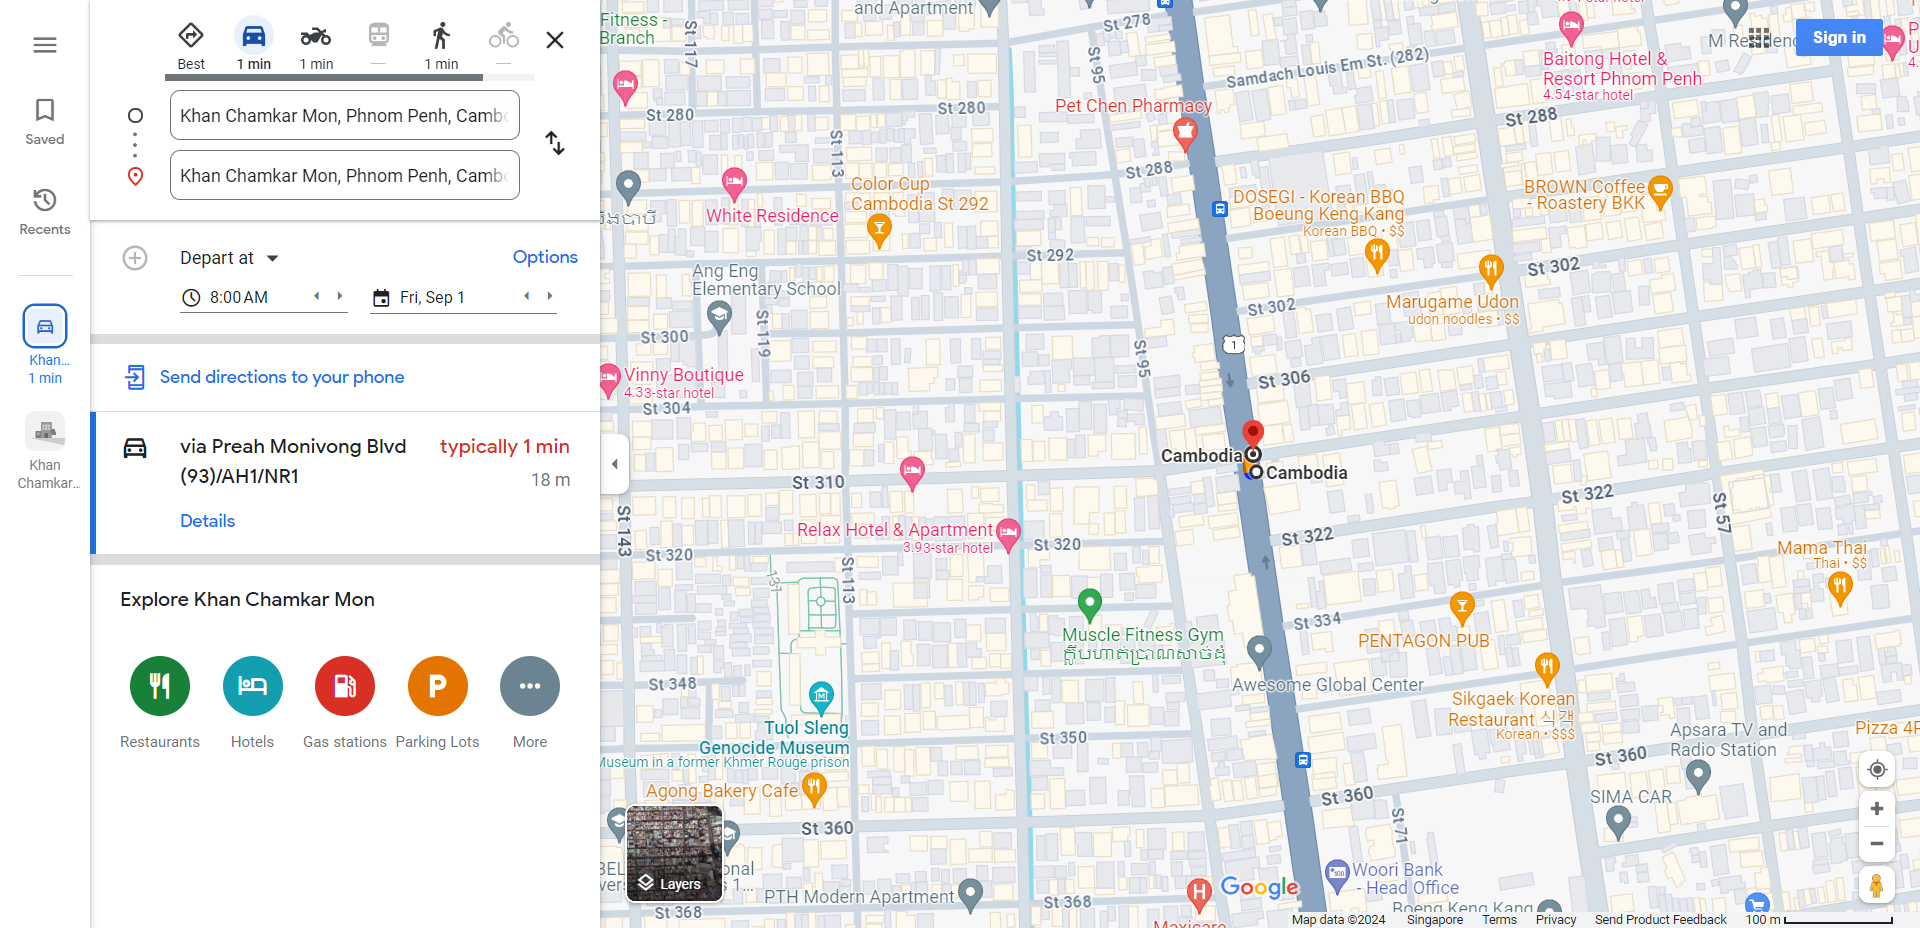 Best
1 min
1 min
—
1 min
—
Khan Chamkar Mon, Phnom Penh, Cambo
Khan Chamkar Mon, Phnom Penh, Camb
Saved
Recents
Khan...
1 min
Khan
Chamkar...
Depart at
Options
8:00 AM
Fri, Sep 1
Send directions to your phone
via Preah Monivong Blvd
(93)/AH1/NR1
typically 1 min
18 m
Details
Explore Khan Chamkar Mon
Restaurants
Hotels
Gas stations
Parking Lots
More
Fitness -
Branch
and Apartment
St 117
St 278
St 95
Samdach Louis Em St. (282)
Baitong Hotel &
Resort Phnom Penh
4.54-star hotel
Sign in
St 280
St 280
Pet Chen Pharmacy
St 288
St 113
St 288
White Residence
Color Cup
Cambodia St 292
DOSEGI - Korean BBQ
Boeung Keng Kang
Korean BBQ • $$
BROWN Coffee
- Roastery BKK
St 292
St 302
Ang Eng
Elementary School
Marugame Udon
udon noodles • $$
St 302
St 300
St 119
1
St 95
St 306
Vinny Boutique
4.33-star hotel
St 304
Cambodia
Cambodia
St 310
St 322
St 57
St 143
Relax Hotel & Apartment
3.93-star hotel
St 320
St 320
St 322
Mama Thai
Thai • $$
131
St 113
Muscle Fitness Gym
St 334
PENTAGON PUB
Awesome Global Center
St 348
Sikgaek Korean
Restaurant 식객
Korean • $$$
Tuol Sleng
Genocide Museum
Museum in a former Khmer Rouge prison
St 350
Apsara TV and
Radio Station
Pizza 4P
St 360
Agong Bakery Cafe
St 360
SIMA CAR
St 71
St 360
Layers
PTH Modern Apartment
Woori Bank
- Head Office
Google
St 368
St 368
Maxicare
Boeng Keng Kang
Map data ©2024
Singapore
Terms
Privacy
Send Product Feedback
100 m